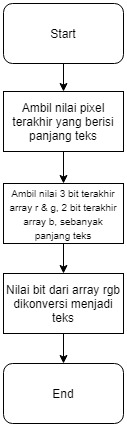 Start
Ambil nilai pixel
terakhir yang berisi
panjang teks
Ambil nilai 3 bit terakhir
array r & g, 2 bit terakhir
array b, sebanyak
panjang teks
Nilai bit dari array rgb
dikonversi menjadi
teks
End